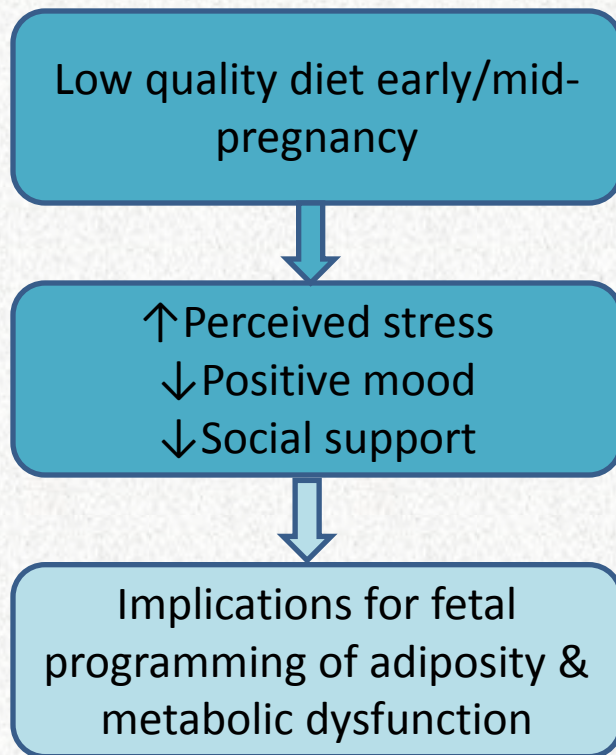 Low quality diet early/mid-
pregnancy
↑Perceived stress
↓Positive mood
↓Social support
Implications for fetal
programming of adiposity &
metabolic dysfunction